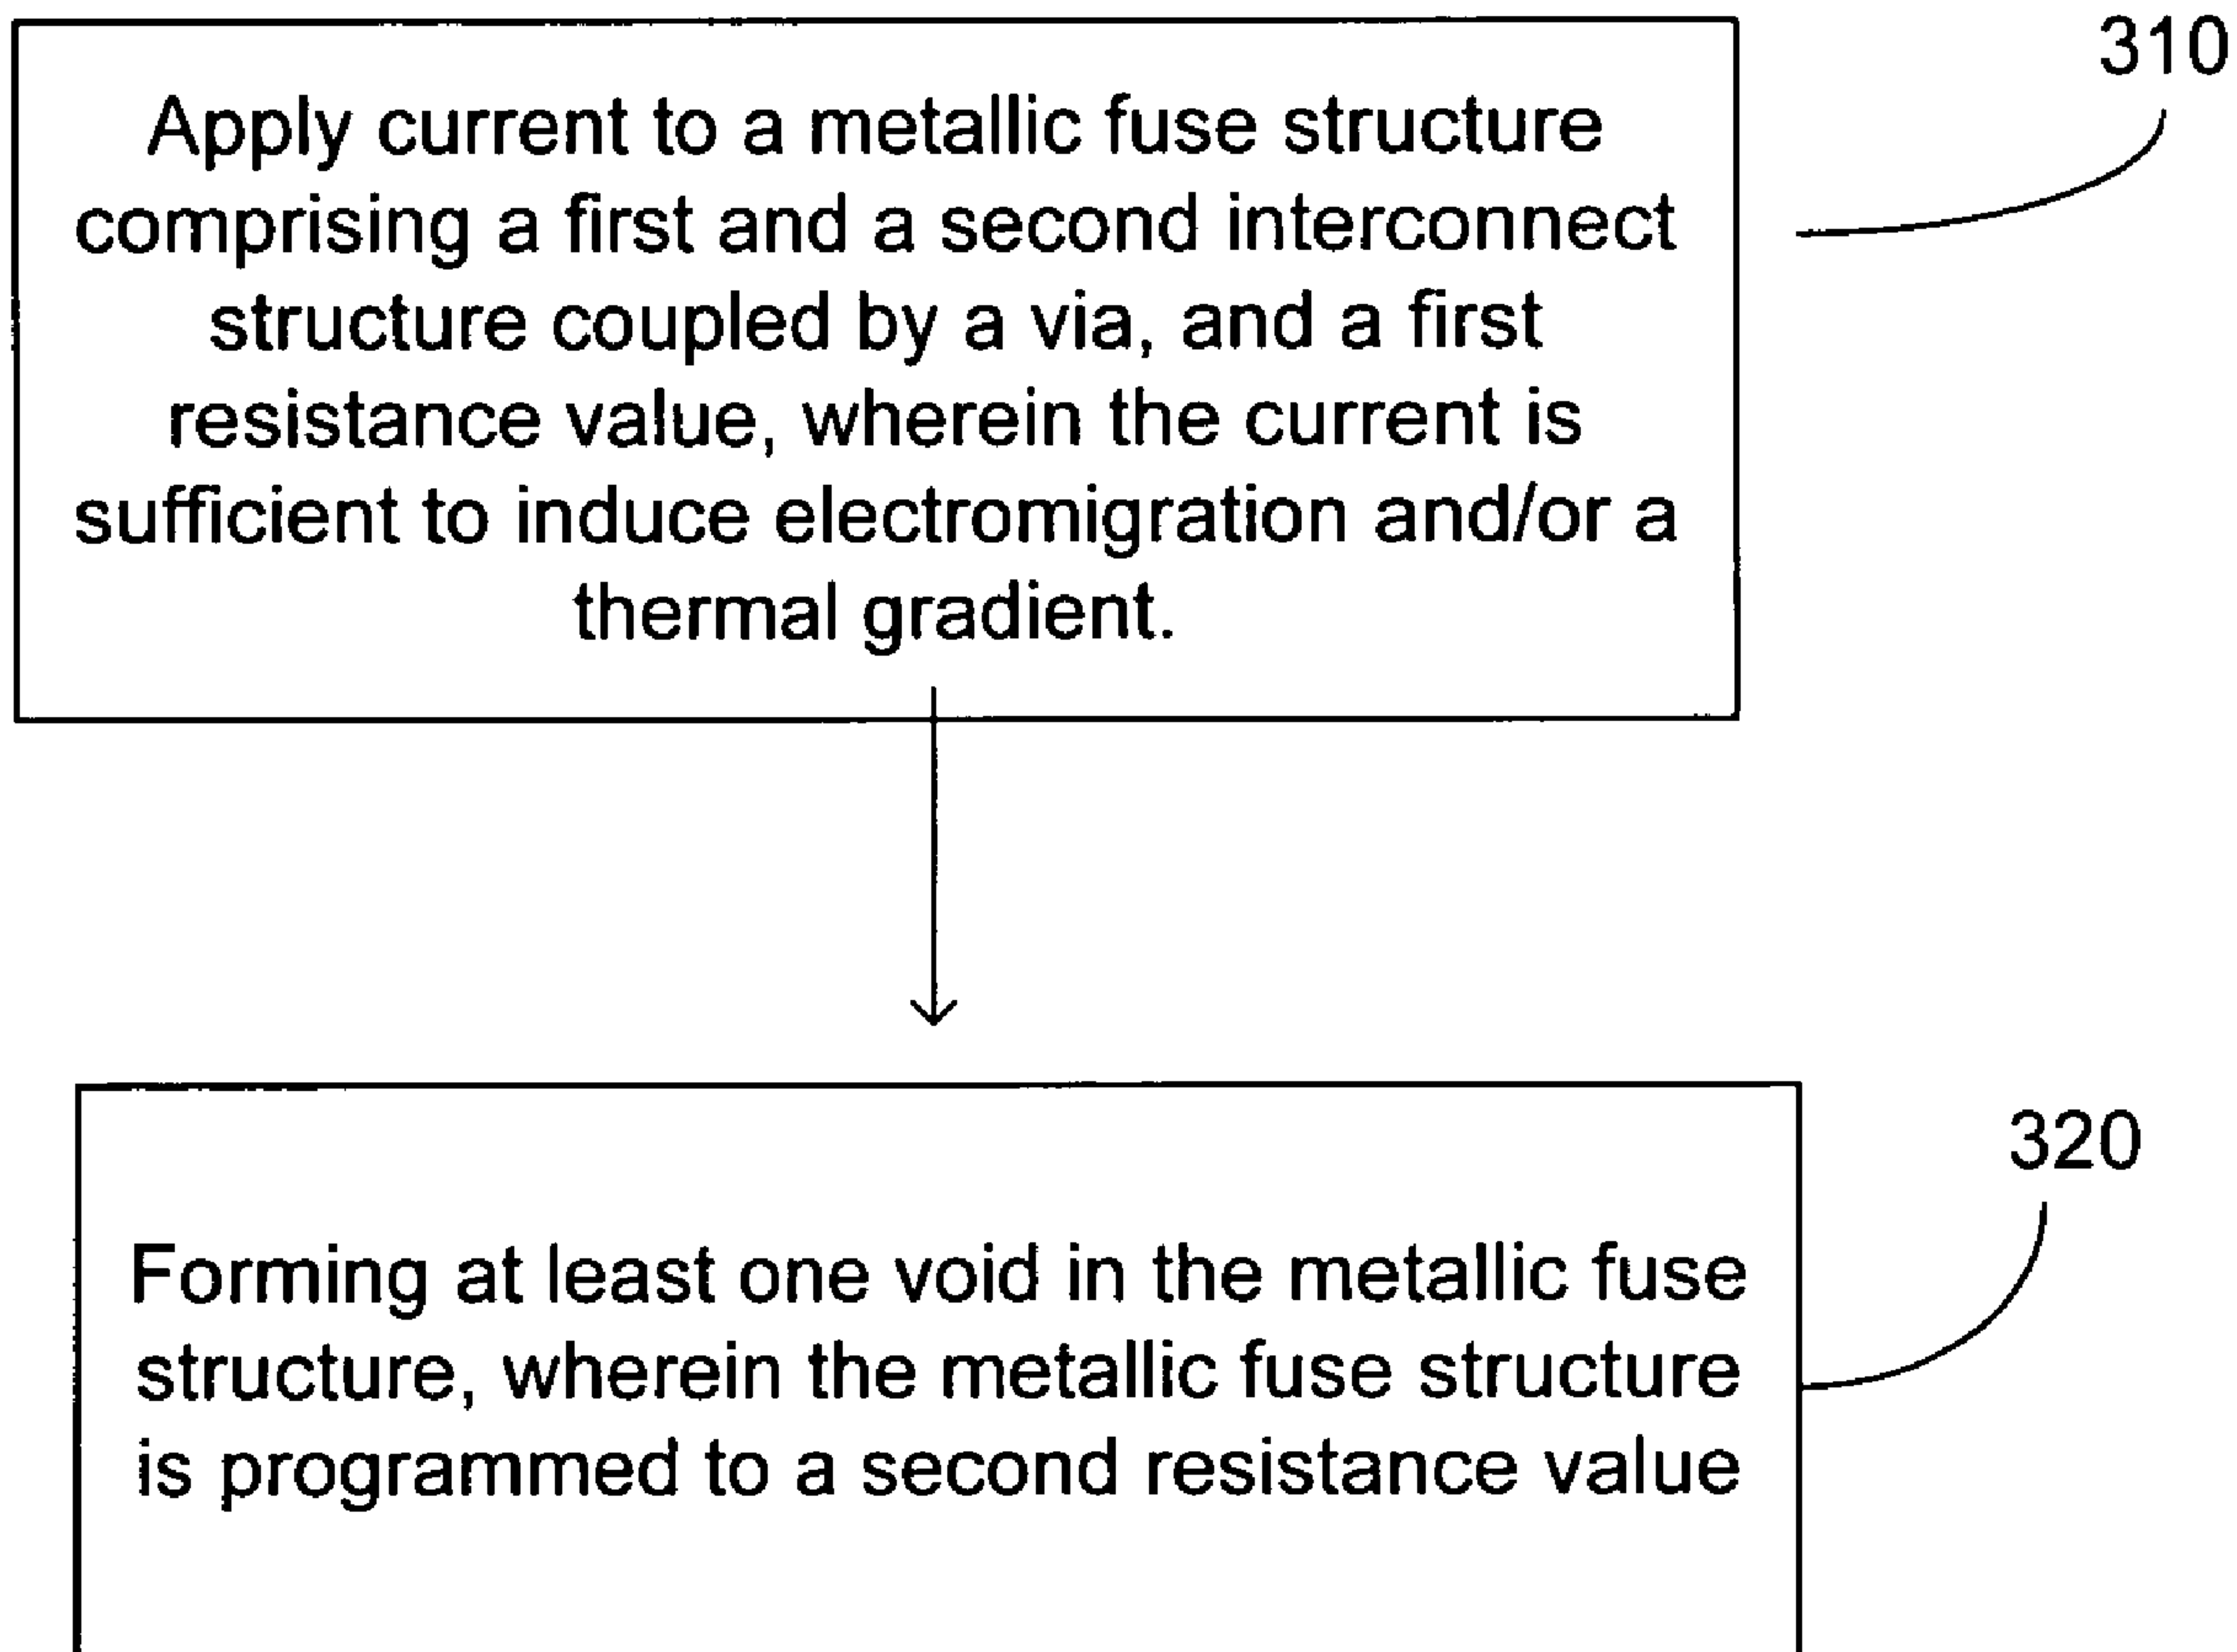 310
Apply current to a metallic fuse structure
comprising a first and a second interconnect
structure coupled by a via, and a first
resistance value, wherein the current is
sufficient to induce electromigration and/or a
thermal gradient.
320
Forming at least one void in the metallic fuse
structure, wherein the metallic fuse structure
is programmed to a second resistance value